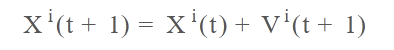 Xⁱ(t + 1) = Xⁱ(t) + Vⁱ(t + 1)